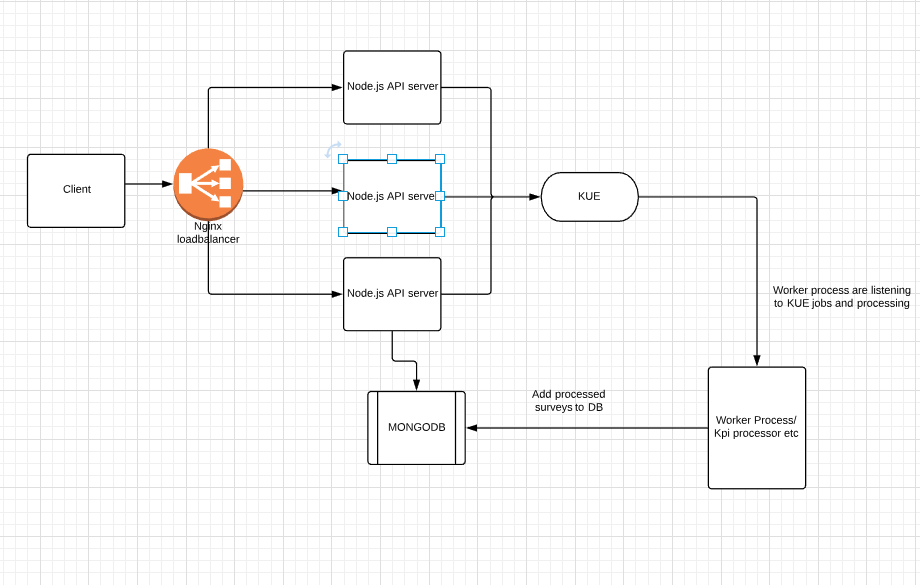 Node.js API server
Client
Nginx
loadbalancer
Node.js API serve
KUE
Node.js API server
Worker process are listening
to KUE jobs and processing
Add processed
surveys to DB
MONGODB
Worker Process/
Kpi processor etc